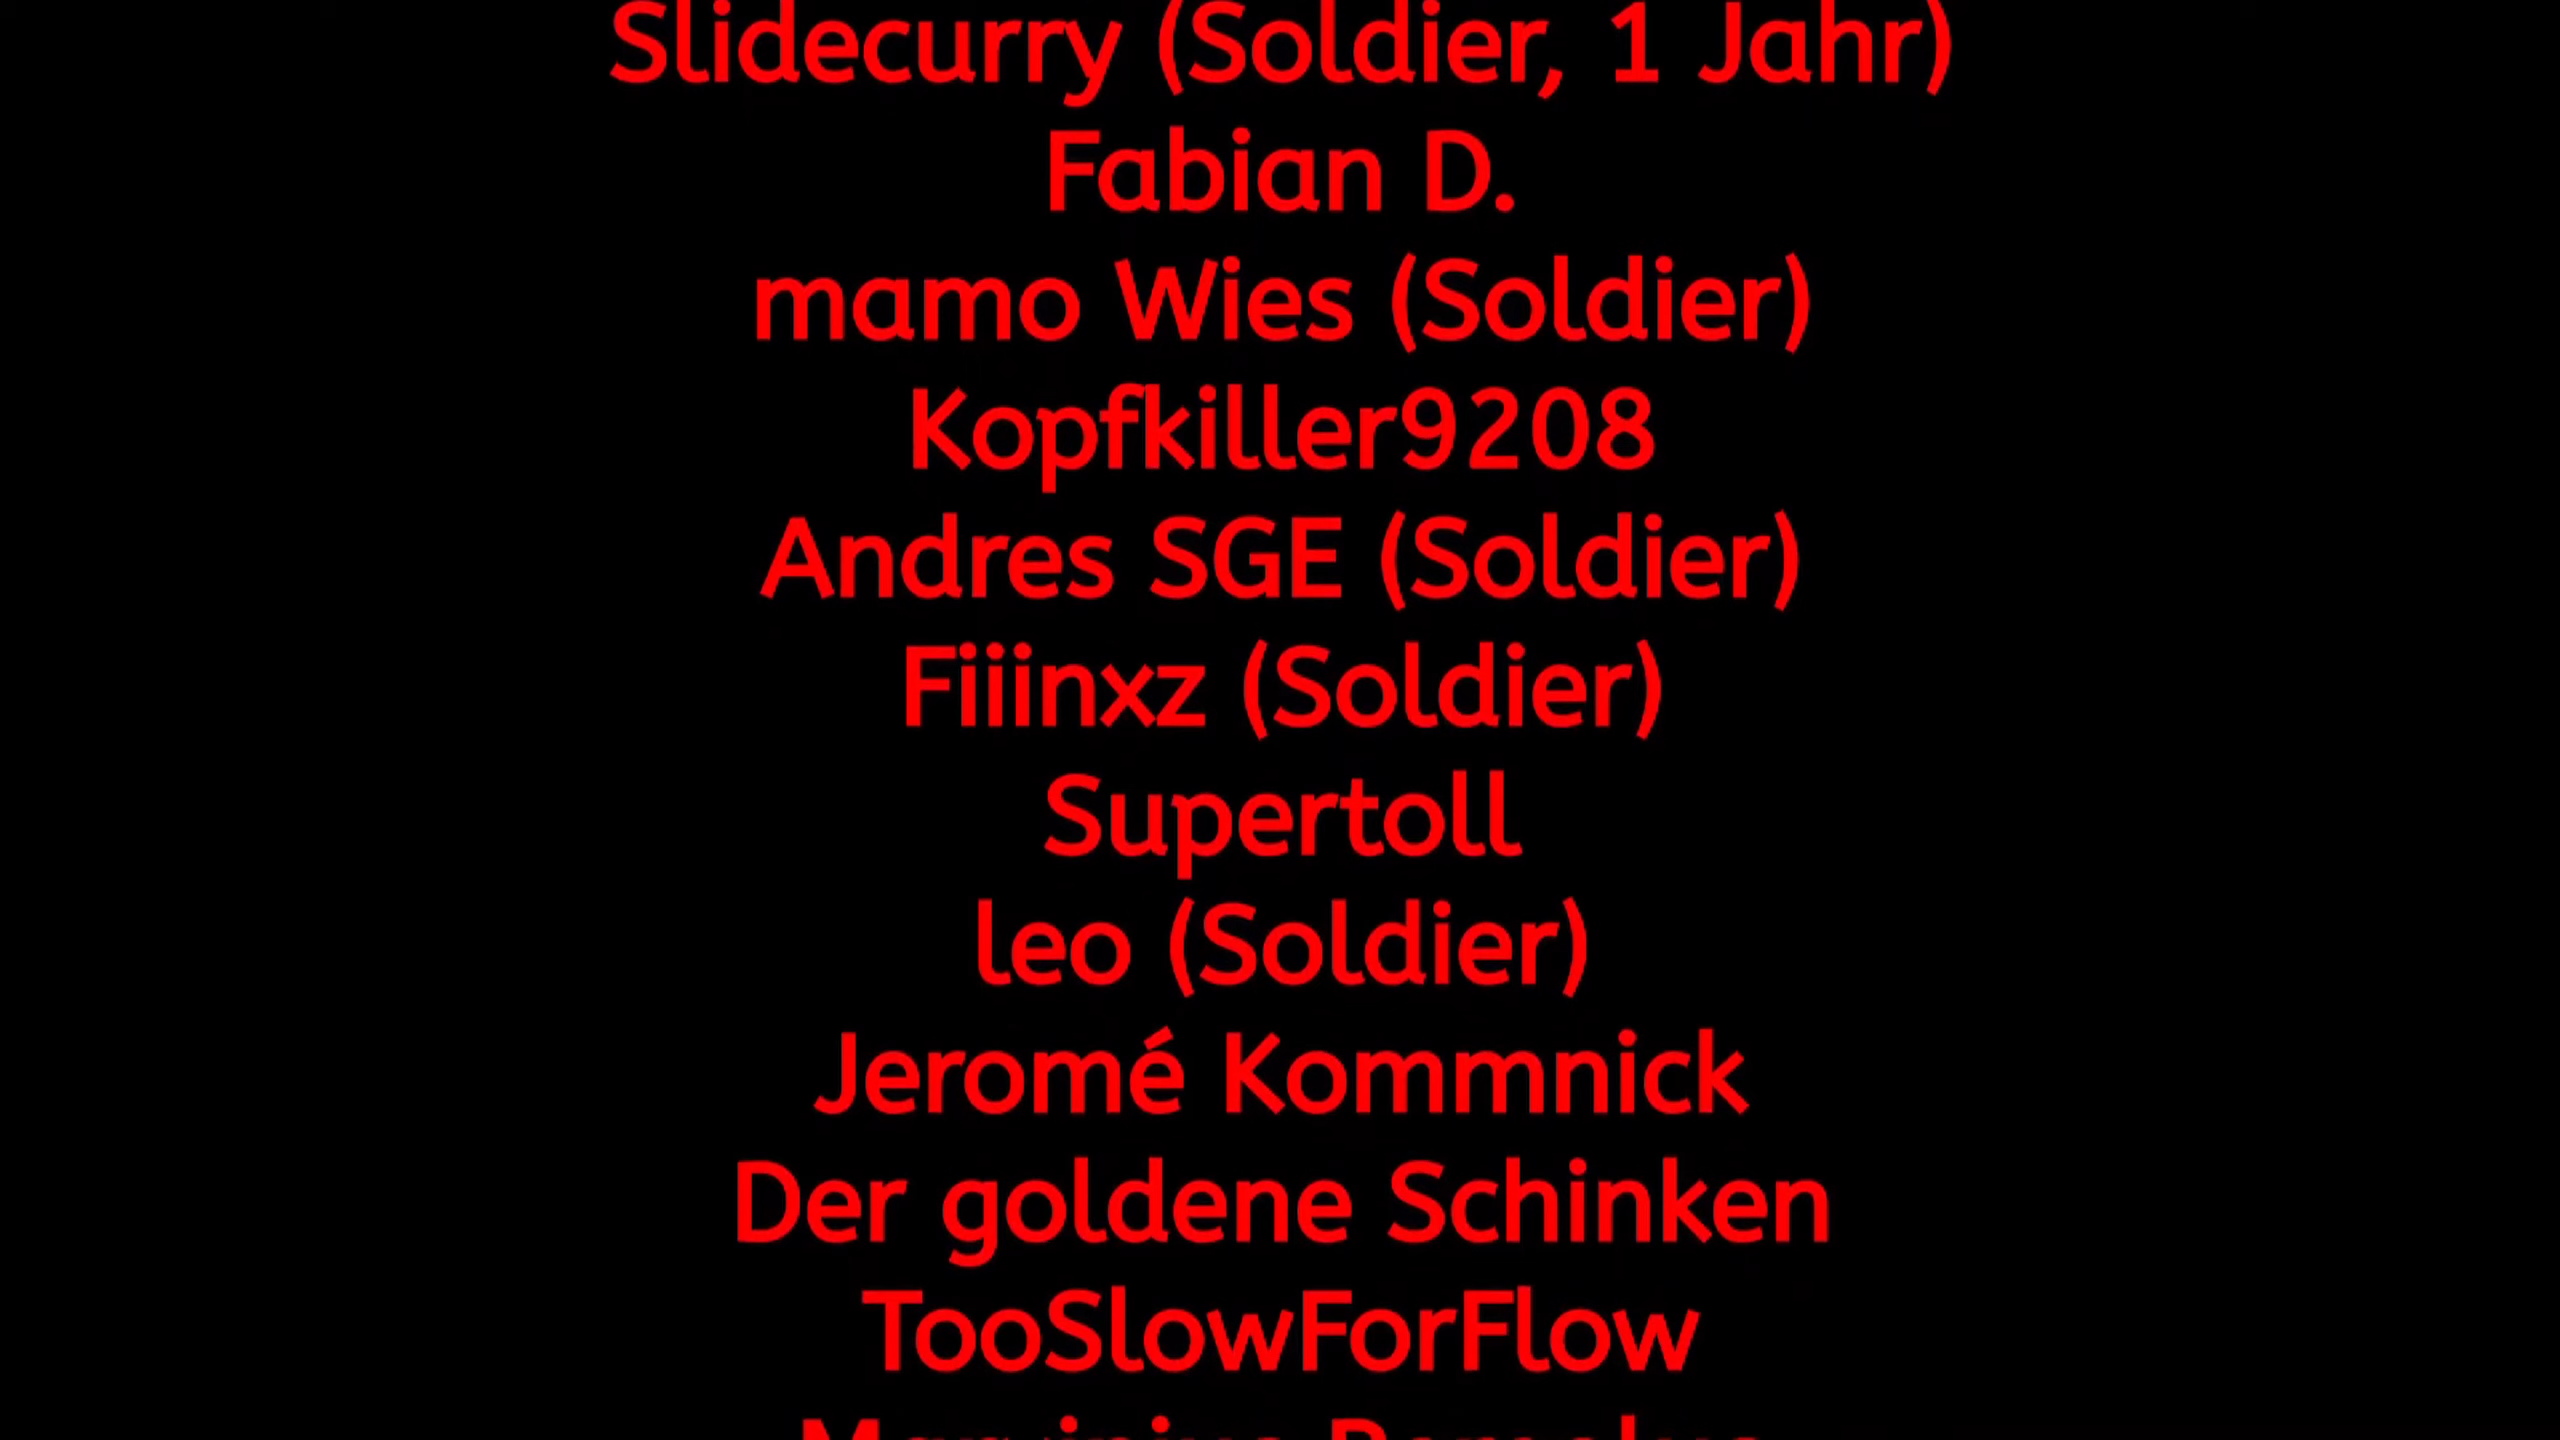 Slidecurry (Soldier, 1 Jahr)
Fabian D.
mamo Wies (Soldier)
Kopfkiller9208
Andres SGE (Soldier)
Fiiinxz (Soldier)
Supertoll
leo (Soldier)
Jeromé Kommnick
Der goldene Schinken
TooSlowForFlow